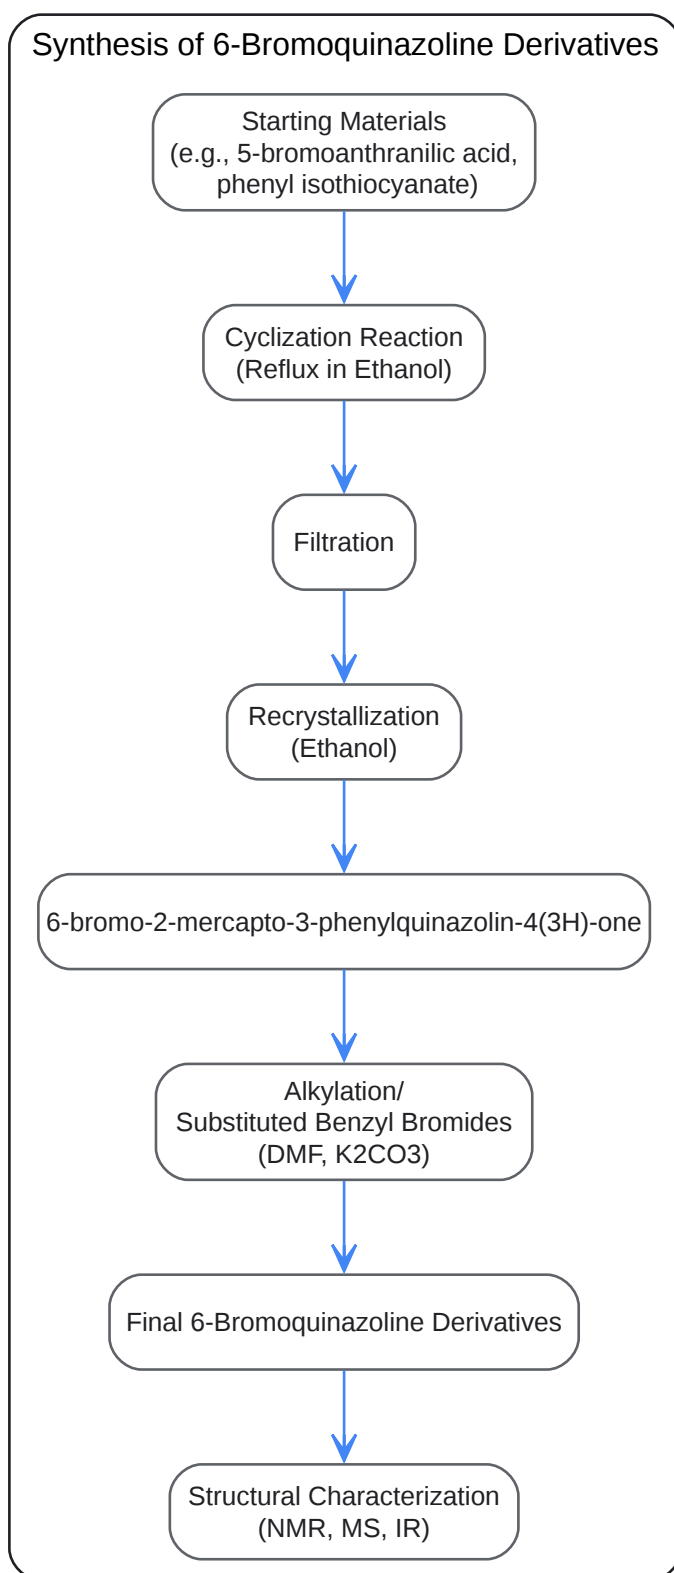 Synthesis of 6-Bromoquinazoline Derivatives
Starting Materials
(e.g., 5-bromoanthranilic acid,
phenyl isothiocyanate)
Cyclization Reaction
(Reflux in Ethanol)
Filtration
Recrystallization
(Ethanol)
6-bromo-2-mercapto-3-phenylquinazolin-4(3H)-one
Alkylation/
Substituted Benzyl Bromides
(DMF, K2CO3)
Final 6-Bromoquinazoline Derivatives
Structural Characterization
(NMR, MS, IR)